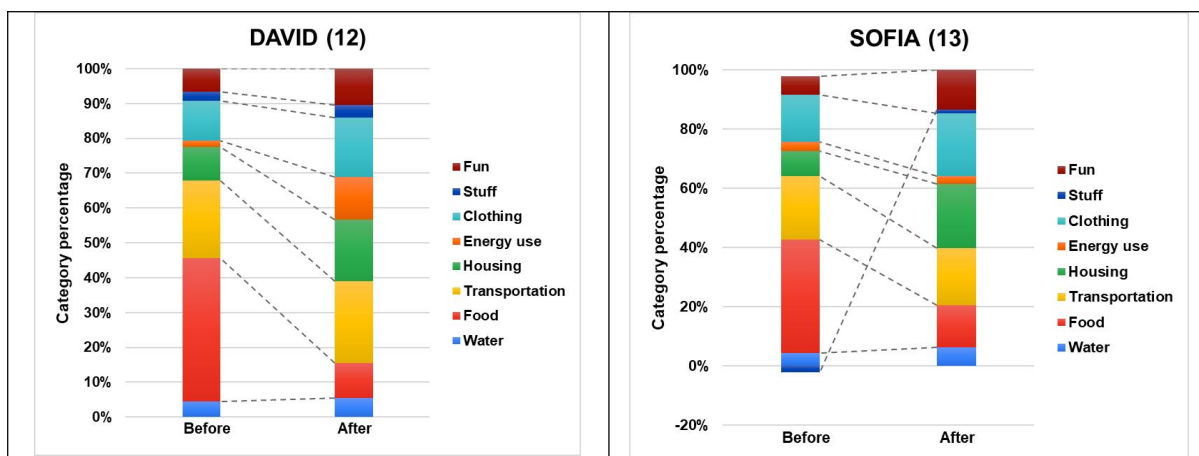 DAVID (12)
100%
90%
80%
70%
60%
50%
40%
30%
20%
10%
0%
Category percentage
Before
After
Fun
Stuff
Clothing
Energy use
Housing
Transportation
Food
Water
SOFIA (13)
100%
80%
60%
40%
20%
0%
-20%
Category percentage
Before
After
Fun
Stuff
Clothing
Energy use
Housing
Transportation
Food
Water